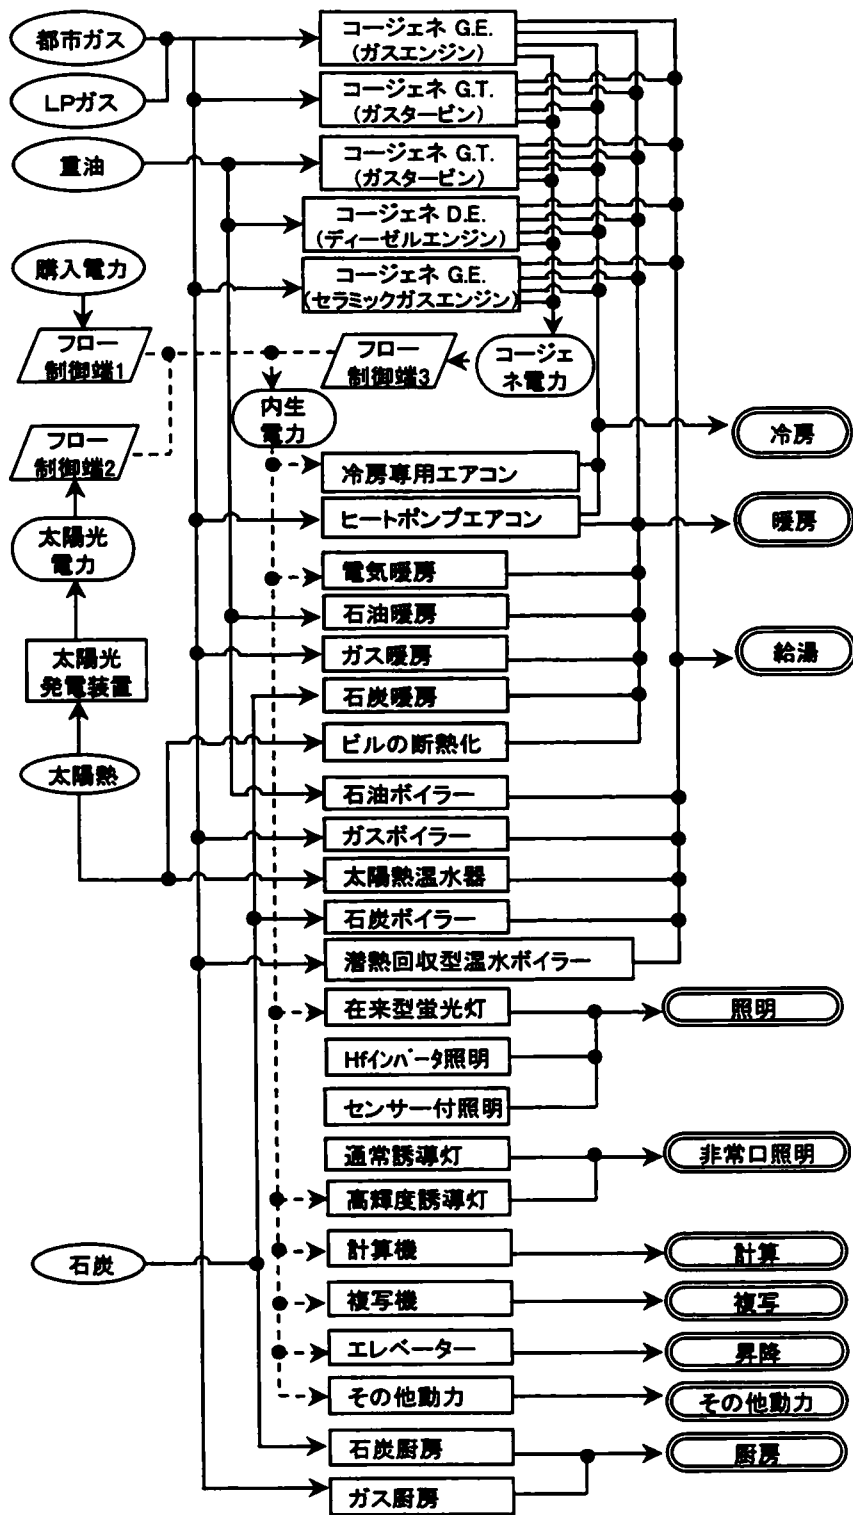 都市ガス
コージェネ G.E.
(ガスエンジン)
LPガス
コージェネ G.T.
(ガスタービン)
重油
コージェネ G.T.
(ガスタービン)
コージェネ D.E.
(ディーゼルエンジン)
購入電力
コージェネ G.E.
(セラミックガスエンジン)
フロー
制御端1
フロー
制御端3
コージェ
ネ電力
内生
電力
冷房
フロー
制御端2
冷房専用エアコン
ヒートポンプエアコン
暖房
太陽光
電力
電気暖房
石油暖房
太陽光
発電装置
ガス暖房
給湯
石炭暖房
ビルの断熱化
太陽熱
石油ボイラー
ガスボイラー
太陽熱温水器
石炭ボイラー
潜熱回収型温水ボイラー
在来型蛍光灯
照明
Hfインバータ照明
センサー付照明
通常誘導灯
非常口照明
高輝度誘導灯
石炭
計算機
計算
複写機
複写
エレベーター
昇降
その他動力
その他動力
石炭厨房
厨房
ガス厨房